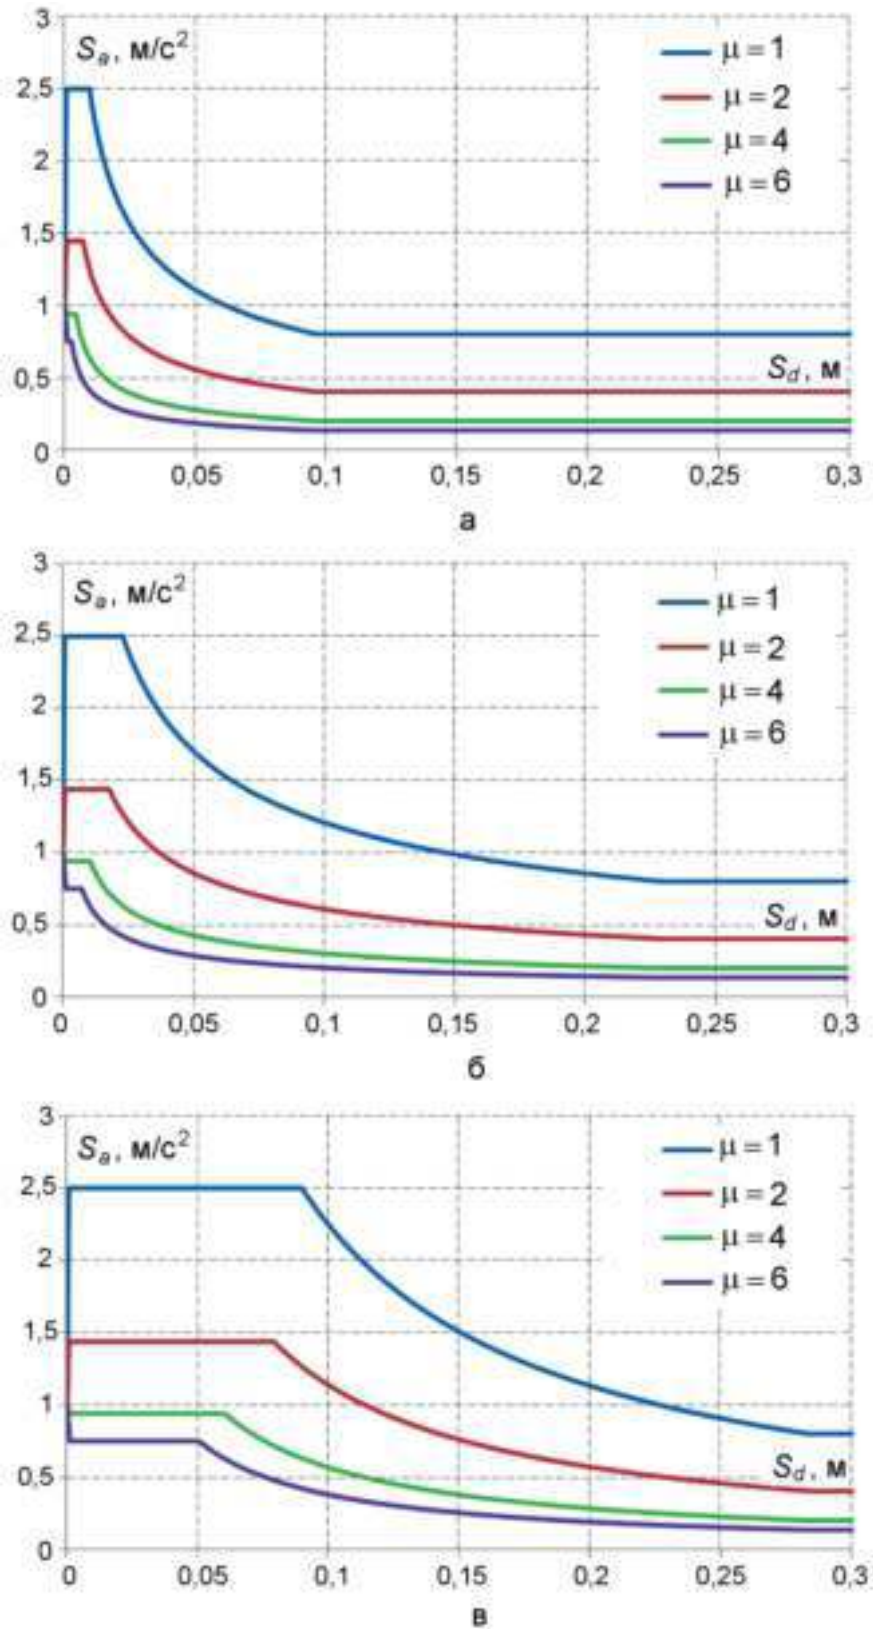 3
Sₐ, м/с²
μ = 1
2,5
μ = 2
2
μ = 4
μ = 6
1,5
1
0,5
S_d, м
0
0 0,05 0,1 0,15 0,2 0,25 0,3
а
3
Sₐ, м/с²
μ = 1
2,5
μ = 2
2
μ = 4
μ = 6
1,5
1
0,5
S_d, м
0
0 0,05 0,1 0,15 0,2 0,25 0,3
б
3
Sₐ, м/с²
μ = 1
2,5
μ = 2
2
μ = 4
μ = 6
1,5
1
0,5
S_d, м
0
0 0,05 0,1 0,15 0,2 0,25 0,3
в